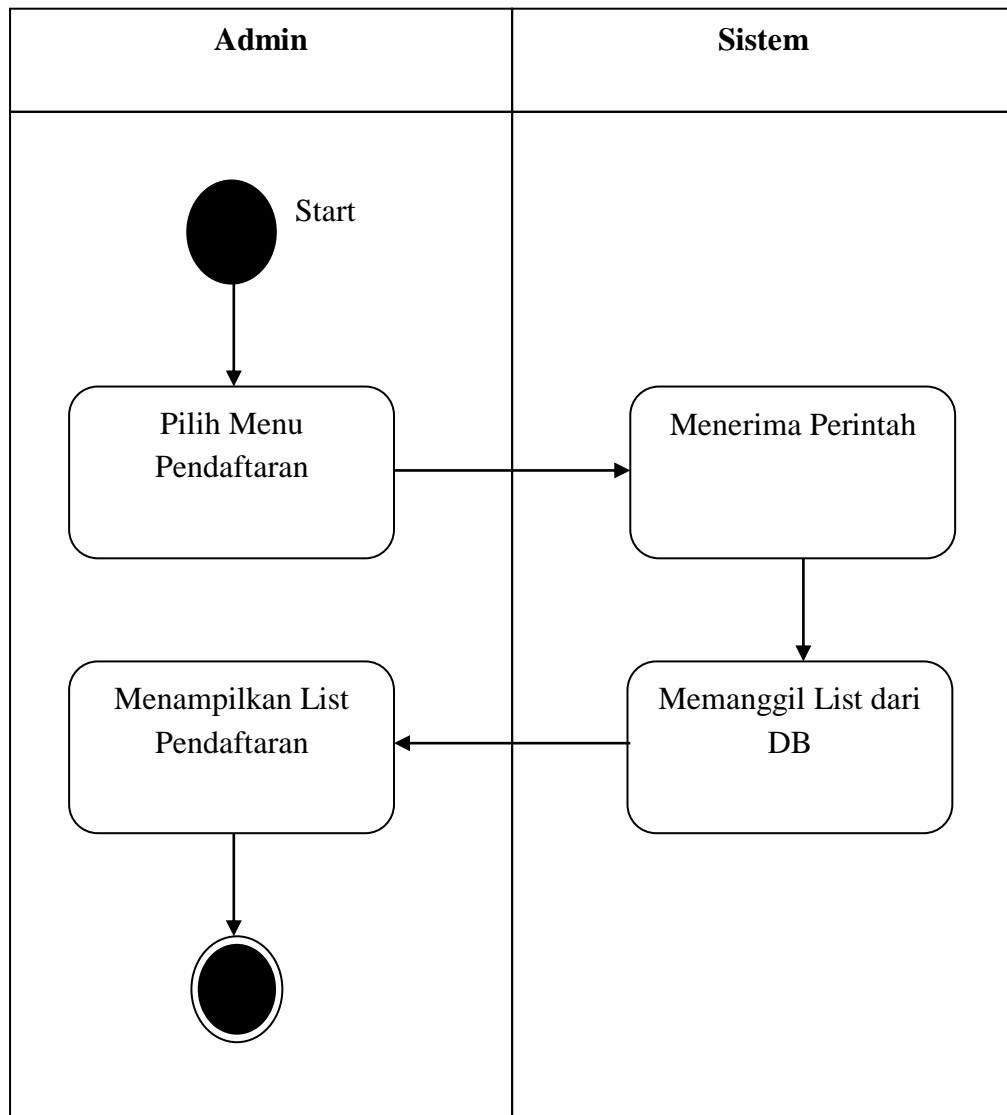 Admin
Sistem
Start
Pilih Menu
Pendaftaran
Menerima Perintah
Menampilkan List
Pendaftaran
Memanggil List dari
DB